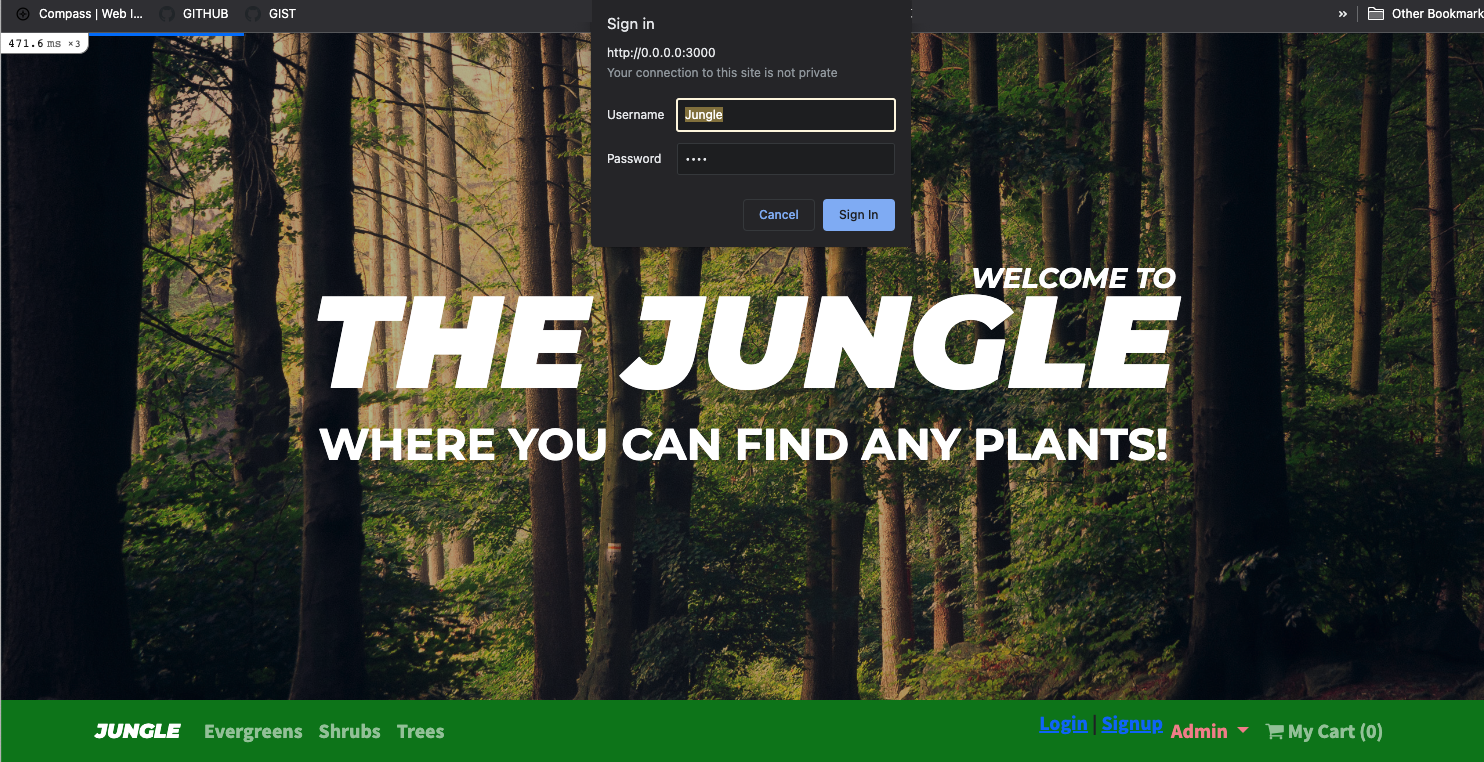 Compass | Web I... GITHUB GIST » Other Bookmark
471.6 ms ×3
Sign in
http://0.0.0.0:3000
Your connection to this site is not private
Username Jungle
Password ••••
Cancel Sign In
WELCOME TO
THE JUNGLE
WHERE YOU CAN FIND ANY PLANTS!
JUNGLE Evergreens Shrubs Trees Login | Signup Admin My Cart (0)